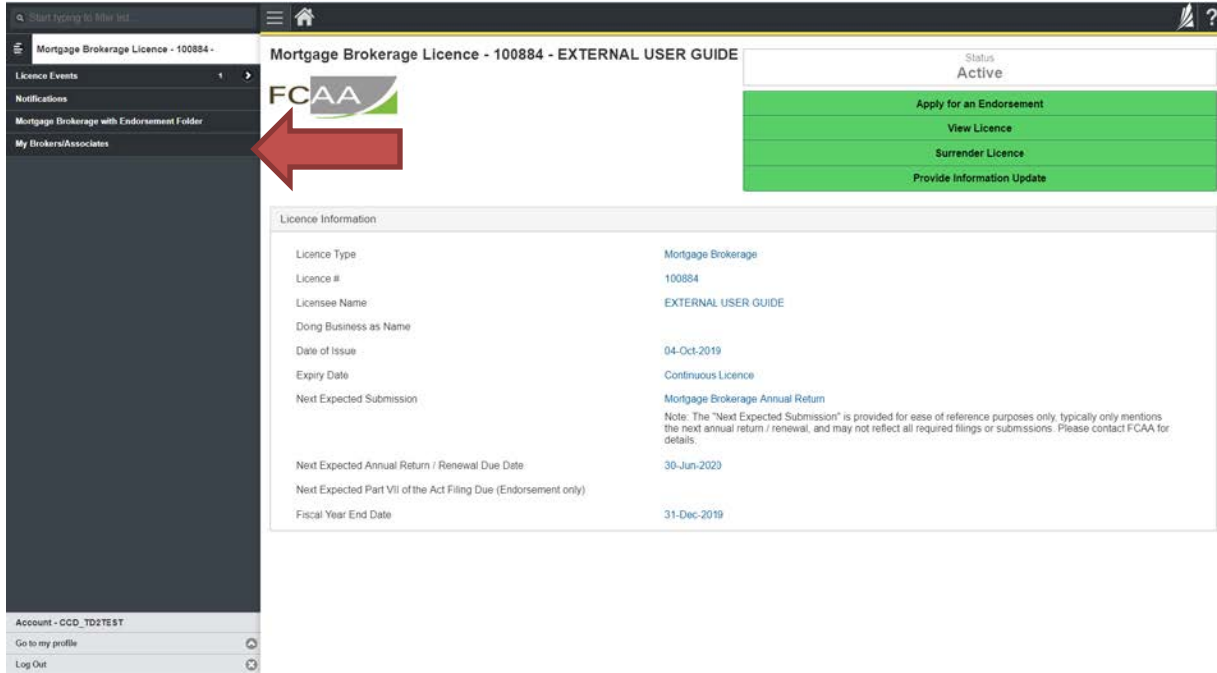 Start typing to filter list...
Mortgage Brokerage Licence - 100884 -
Licence Events 1
Notifications
Mortgage Brokerage with Endorsement Folder
My Brokers/Associates
Account - CCD_TD2TEST
Go to my profile
Log Out
?
Mortgage Brokerage Licence - 100884 - EXTERNAL USER GUIDE
FCAA
Status
Active
Apply for an Endorsement
View Licence
Surrender Licence
Provide Information Update
Licence Information
Licence Type Mortgage Brokerage
Licence # 100884
Licensee Name EXTERNAL USER GUIDE
Doing Business as Name
Date of Issue 04-Oct-2019
Expiry Date Continuous Licence
Next Expected Submission Mortgage Brokerage Annual Return
Note: The "Next Expected Submission" is provided for ease of reference purposes only, typically only mentions
the next annual return / renewal, and may not reflect all required filings or submissions. Please contact FCAA for
details.
Next Expected Annual Return / Renewal Due Date 30-Jun-2020
Next Expected Part VII of the Act Filing Due (Endorsement only)
Fiscal Year End Date 31-Dec-2019